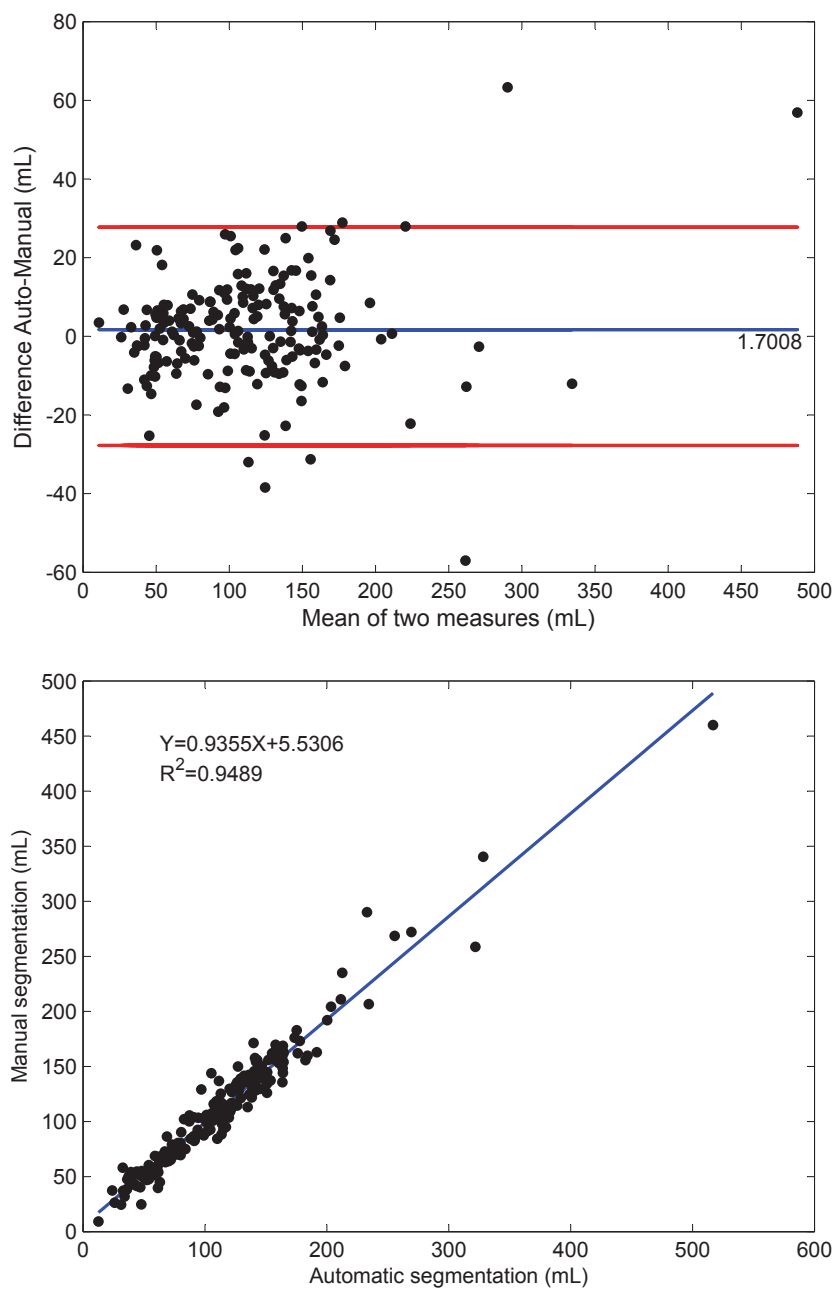 80
60
40
20
0
-20
-40
-60
Difference Auto-Manual (mL)
1.7008
50 100 150 200 250 300 350 400 450 500
Mean of two measures (mL)
500
450
400
350
300
250
200
150
100
50
0
Manual segmentation (mL)
Y=0.9355X+5.5306
R²=0.9489
0 100 200 300 400 500 600
Automatic segmentation (mL)